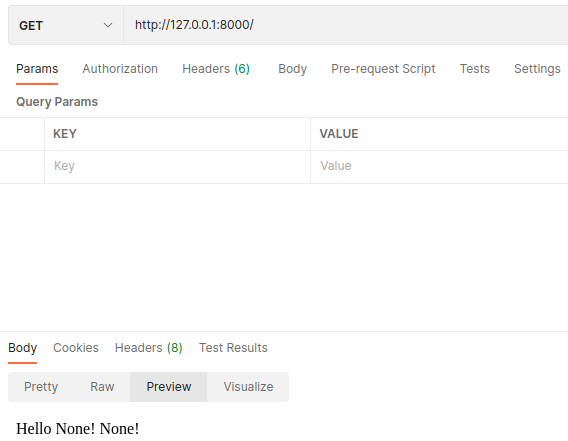 GET http://127.0.0.1:8000/
Params Authorization Headers (6) Body Pre-request Script Tests Settings
Query Params
KEY VALUE
Key Value
Body Cookies Headers (8) Test Results
Pretty Raw Preview Visualize
Hello None! None!